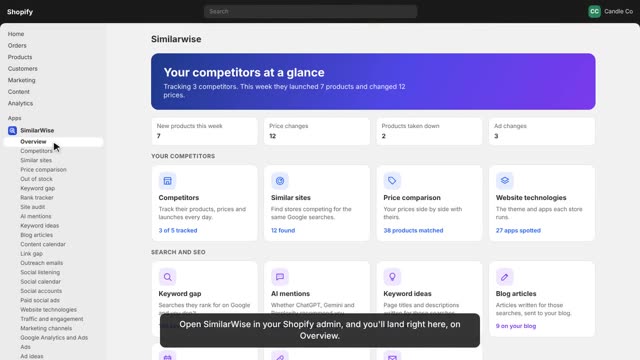 Shopify
Search
CC
Candle Co
Home
Orders
Products
Customers
Marketing
Content
Analytics
Apps
SimilarWise
Overview
Competitors
Similar sites
Price comparison
Out of stock
Keyword gap
Rank tracker
Site audit
AI mentions
Keyword ideas
Blog articles
Content calendar
Link gap
Outreach emails
Social listening
Social calendar
Social accounts
Paid social ads
Website technologies
Traffic and engagement
Marketing channels
Google Analytics and Ads
Ads
Ad ideas
Similarwise
Your competitors at a glance
Tracking 3 competitors. This week they launched 7 products and changed 12
prices.
New products this week
7
Price changes
12
Products taken down
2
Ad changes
3
YOUR COMPETITORS
Competitors
Track their products, prices and
launches every day.
3 of 5 tracked
Similar sites
Find stores competing for the
same Google searches.
12 found
Price comparison
Your prices side by side with
theirs.
38 products matched
Website technologies
The theme and apps each store
runs.
27 apps spotted
SEARCH AND SEO
Keyword gap
Searches they rank for on Google
AI mentions
Whether ChatGPT, Gemini and
Keyword ideas
Page titles and descriptions
Blog articles
Articles written for those
searches, sent to your blog.
9 on your blog
Open SimilarWise in your Shopify admin, and you'll land right here, on
Overview.